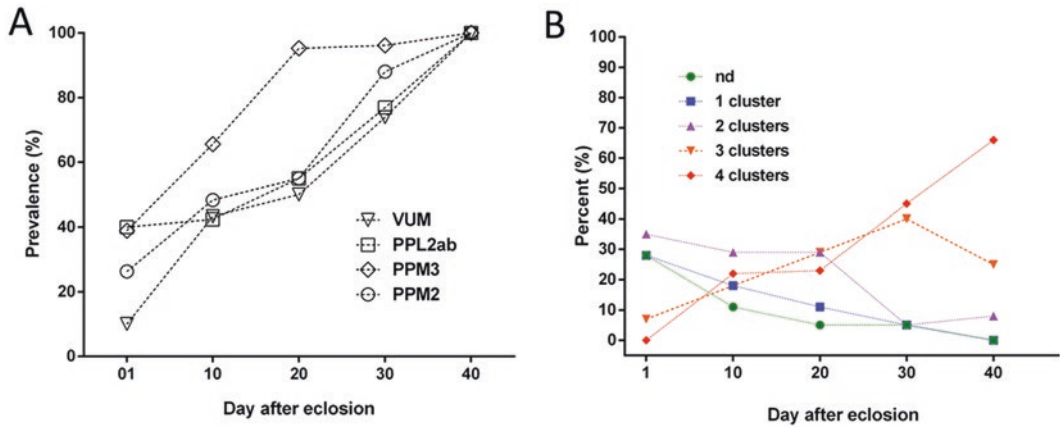 A
Prevalence (%)
100
80
60
40
20
0
01 10 20 30 40
Day after eclosion
VUM
PPL2ab
PPM3
PPM2
B
Percent (%)
100
90
80
70
60
50
40
30
20
10
0
1 10 20 30 40
Day after eclosion
nd
1 cluster
2 clusters
3 clusters
4 clusters